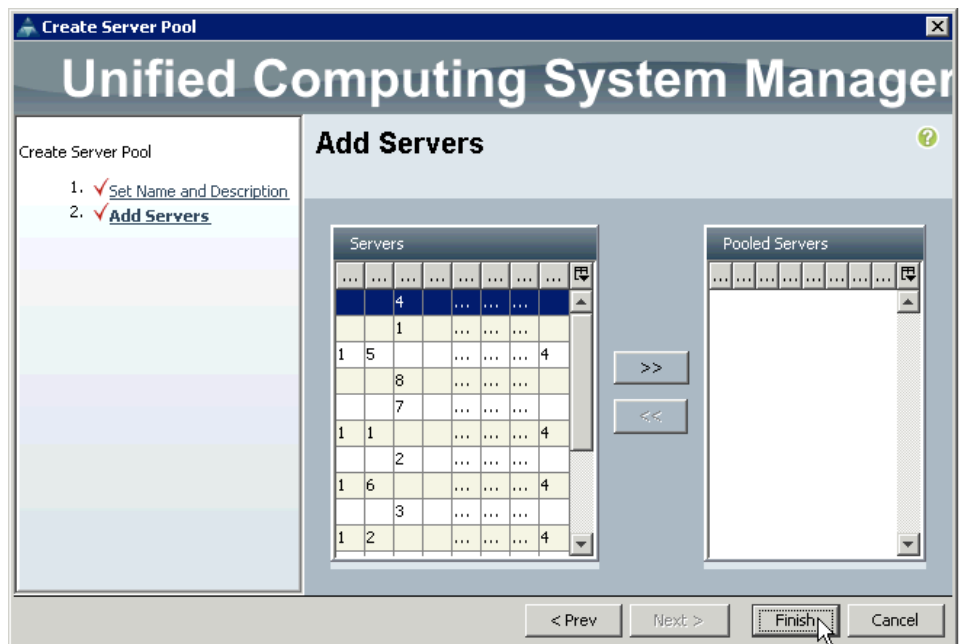 Create Server Pool
Unified Computing System Manager
Create Server Pool
1. Set Name and Description
2. Add Servers
Add Servers
?
Servers
... ... ... ... ... ... ... ...
4 ... ... ...
1 ... ... ...
1 5 ... ... ... 4
8 ... ... ...
7 ... ... ...
1 1 ... ... ... 4
2 ... ... ...
1 6 ... ... ... 4
3 ... ... ...
1 2 ... ... ... 4
>>
<<
Pooled Servers
... ... ... ... ... ... ... ...
< Prev
Next >
Finish
Cancel